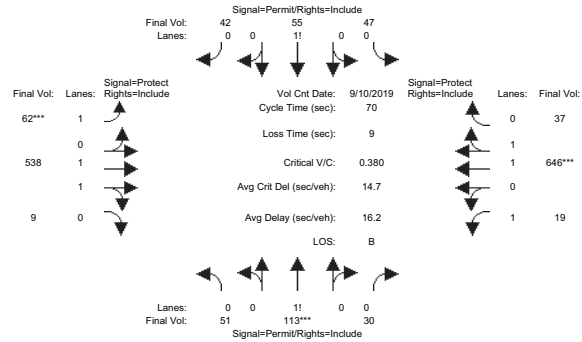 Signal=Permit/Rights=Include
Final Vol: 42 55 47
Lanes: 0 0 1! 0 0
Signal=Protect
Final Vol: Lanes: Rights=Include
Vol Cnt Date: 9/10/2019
Signal=Protect
Rights=Include Lanes: Final Vol:
Cycle Time (sec): 70
62*** 1
0 37
Loss Time (sec): 9
0
1
538 1
Critical V/C: 0.380
1 646***
1
Avg Crit Del (sec/veh): 14.7
0
9 0
Avg Delay (sec/veh): 16.2
1 19
LOS: B
Lanes: 0 0 1! 0 0
Final Vol: 51 113*** 30
Signal=Permit/Rights=Include